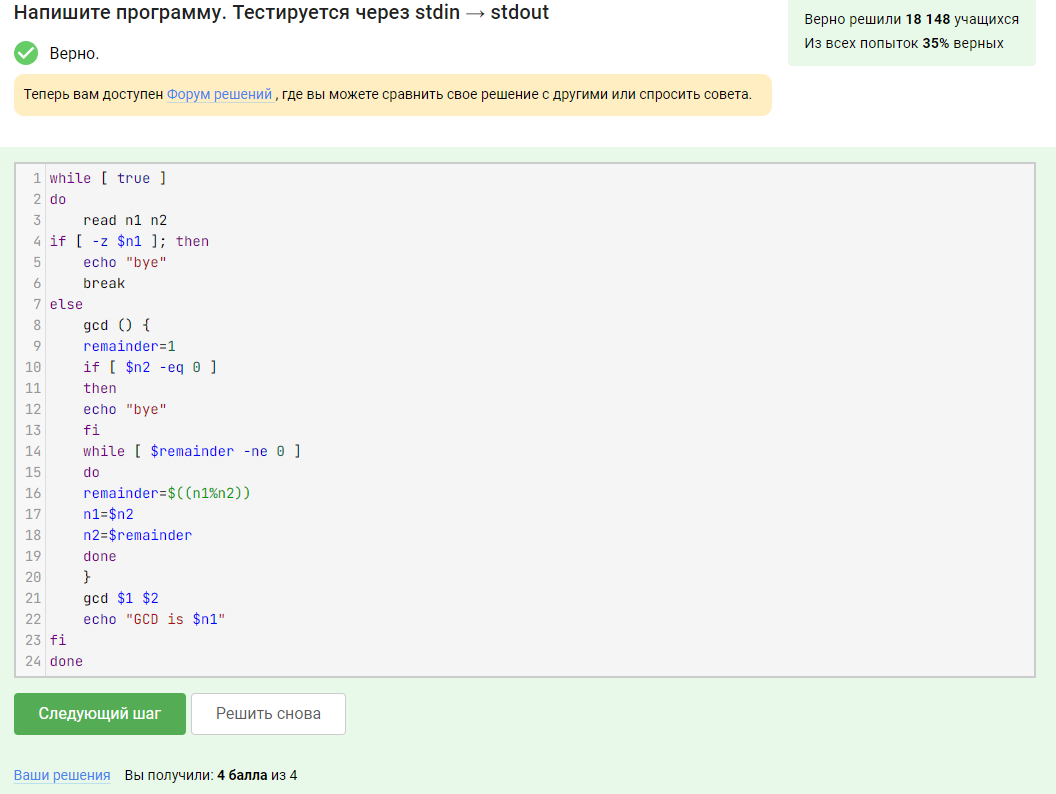 Напишите программу. Тестируется через stdin → stdout
Верно.
Теперь вам доступен Форум решений, где вы можете сравнить свое решение с другими или спросить совета.
Верно решили 18 148 учащихся
Из всех попыток 35% верных
1 while [ true ]
2 do
3     read n1 n2
4 if [ -z $n1 ]; then
5     echo "bye"
6     break
7 else
8     gcd () {
9     remainder=1
10     if [ $n2 -eq 0 ]
11     then
12     echo "bye"
13     fi
14     while [ $remainder -ne 0 ]
15     do
16     remainder=$((n1%n2))
17     n1=$n2
18     n2=$remainder
19     done
20     }
21     gcd $1 $2
22     echo "GCD is $n1"
23 fi
24 done
Следующий шаг
Решить снова
Ваши решения Вы получили: 4 балла из 4